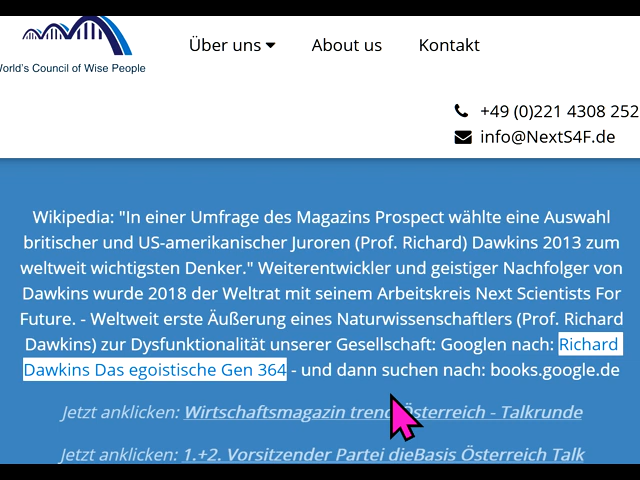 Über uns About us Kontakt
World's Council of Wise People
+49 (0)221 4308 252
info@NextS4F.de
Wikipedia: "In einer Umfrage des Magazins Prospect wählte eine Auswahl
britischer und US-amerikanischer Juroren (Prof. Richard) Dawkins 2013 zum
weltweit wichtigsten Denker." Weiterentwickler und geistiger Nachfolger von
Dawkins wurde 2018 der Weltrat mit seinem Arbeitskreis Next Scientists For
Future. - Weltweit erste Äußerung eines Naturwissenschaftlers (Prof. Richard
Dawkins) zur Dysfunktionalität unserer Gesellschaft: Googlen nach: Richard
Dawkins Das egoistische Gen 364 - und dann suchen nach: books.google.de
Jetzt anklicken: Wirtschaftsmagazin trend Österreich - Talkrunde
Jetzt anklicken: 1.+2. Vorsitzender Partei dieBasis Österreich Talk